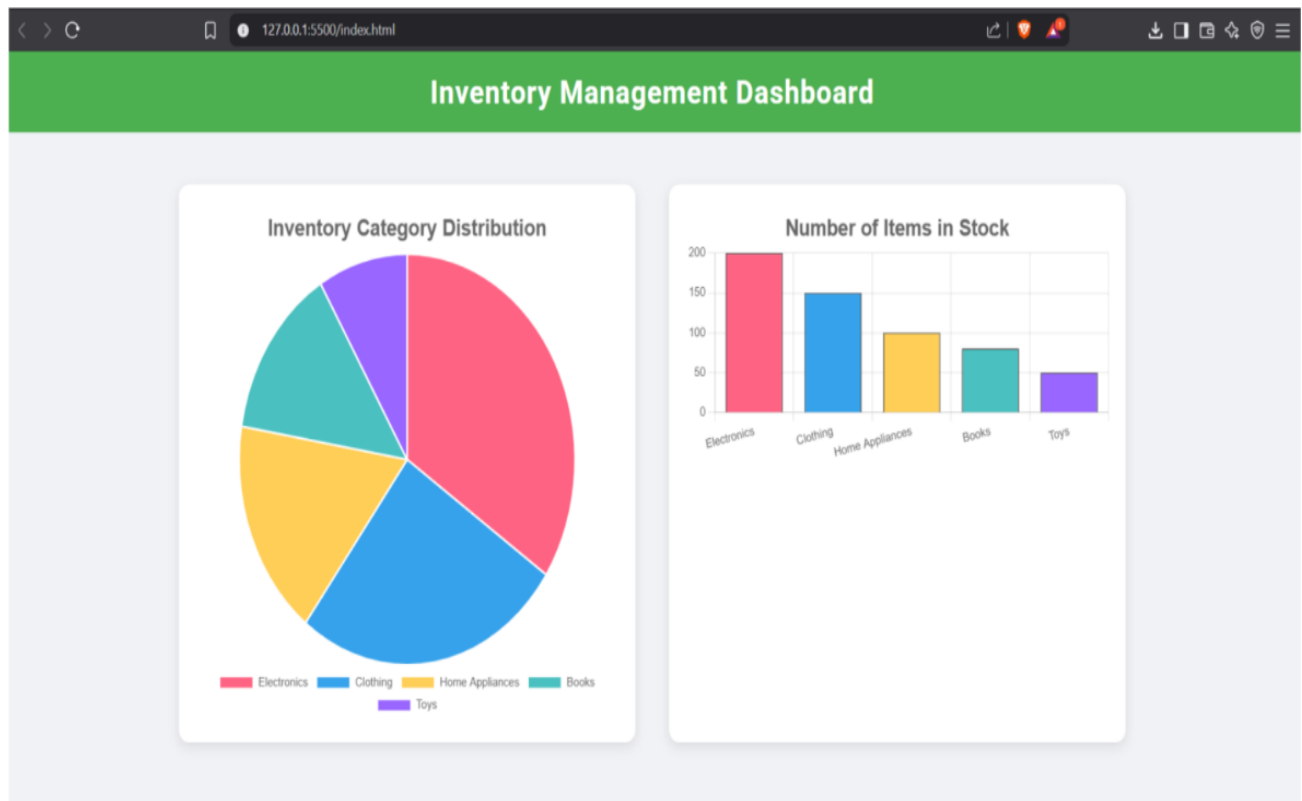 127.0.0.1:5500/index.html
Inventory Management Dashboard
Inventory Category Distribution
Electronics Clothing Home Appliances Books
Toys
Number of Items in Stock
200
150
100
50
0
Electronics Clothing Home Appliances Books Toys